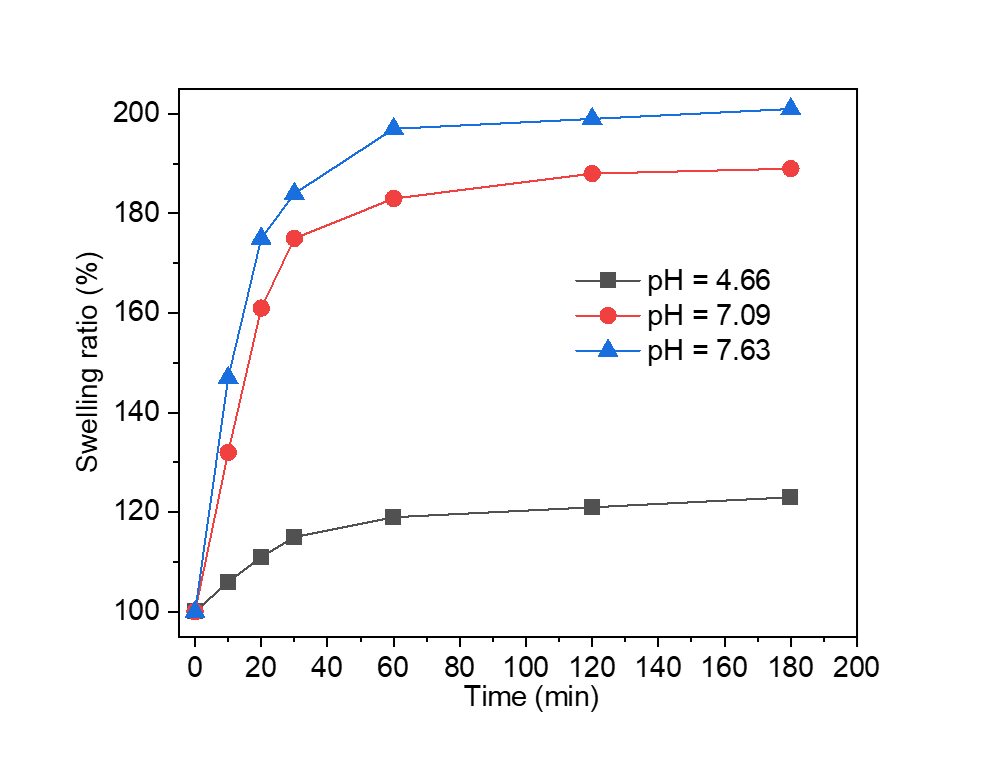 200
180
160
140
120
100
Swelling ratio (%)
pH = 4.66
pH = 7.09
pH = 7.63
0 20 40 60 80 100 120 140 160 180 200
Time (min)